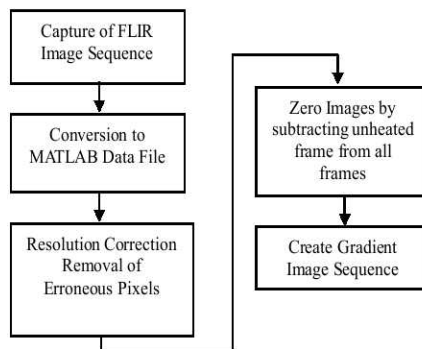 Capture of FLIR
Image Sequence
Conversion to
MATLAB Data File
Resolution Correction
Removal of
Erroneous Pixels
Zero Images by
subtracting unheated
frame from all
frames
Create Gradient
Image Sequence